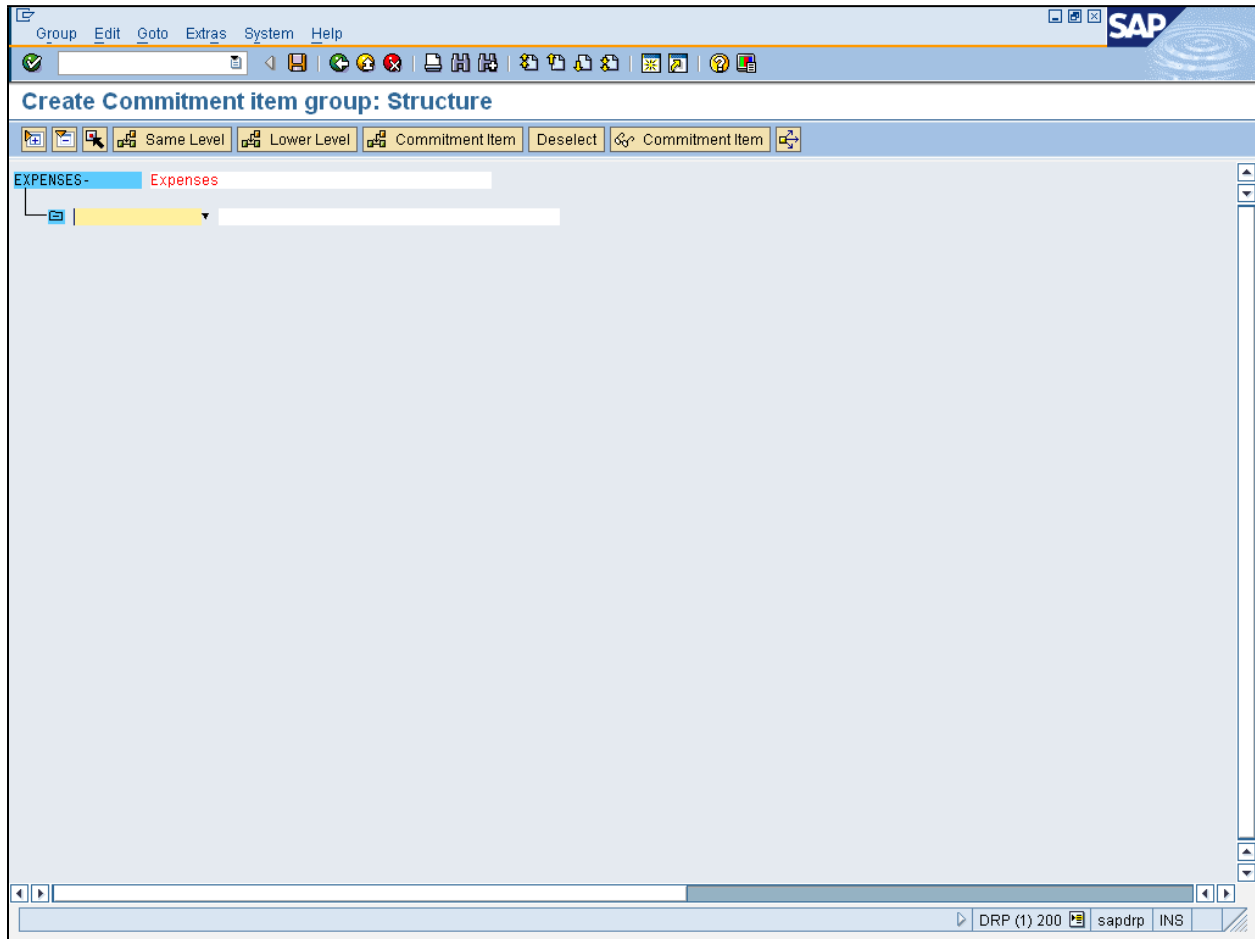 Group Edit Goto Extras System Help
SAP
Create Commitment item group: Structure
Same Level Lower Level Commitment Item Deselect Commitment Item
EXPENSES- Expenses
DRP (1) 200 sapdrp INS